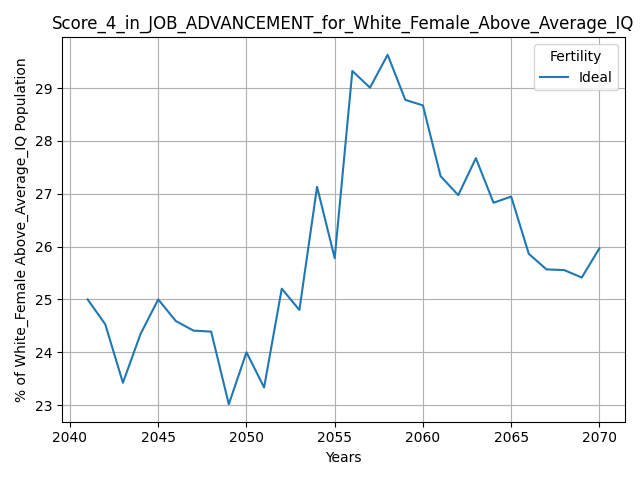 Score_4_in_JOB_ADVANCEMENT_for_White_Female_Above_Average_IQ
Fertility
Ideal
% of White_Female Above_Average_IQ Population
29
28
27
26
25
24
23
2040 2045 2050 2055 2060 2065 2070
Years